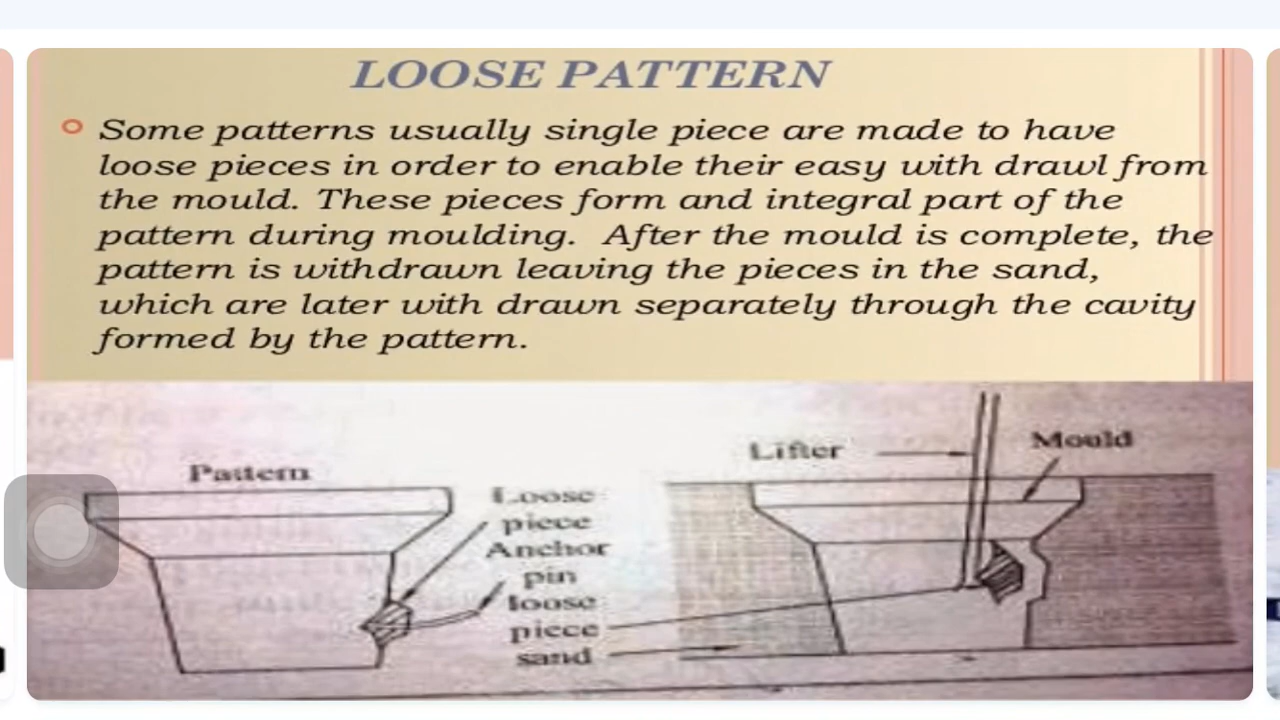 LOOSE PATTERN
Some patterns usually single piece are made to have
loose pieces in order to enable their easy with drawl from
the mould. These pieces form and integral part of the
pattern during moulding. After the mould is complete, the
pattern is withdrawn leaving the pieces in the sand,
which are later with drawn separately through the cavity
formed by the pattern.
Pattern
Loose
piece
Anchor
pin
loose
piece
sand
Lifter
Mould